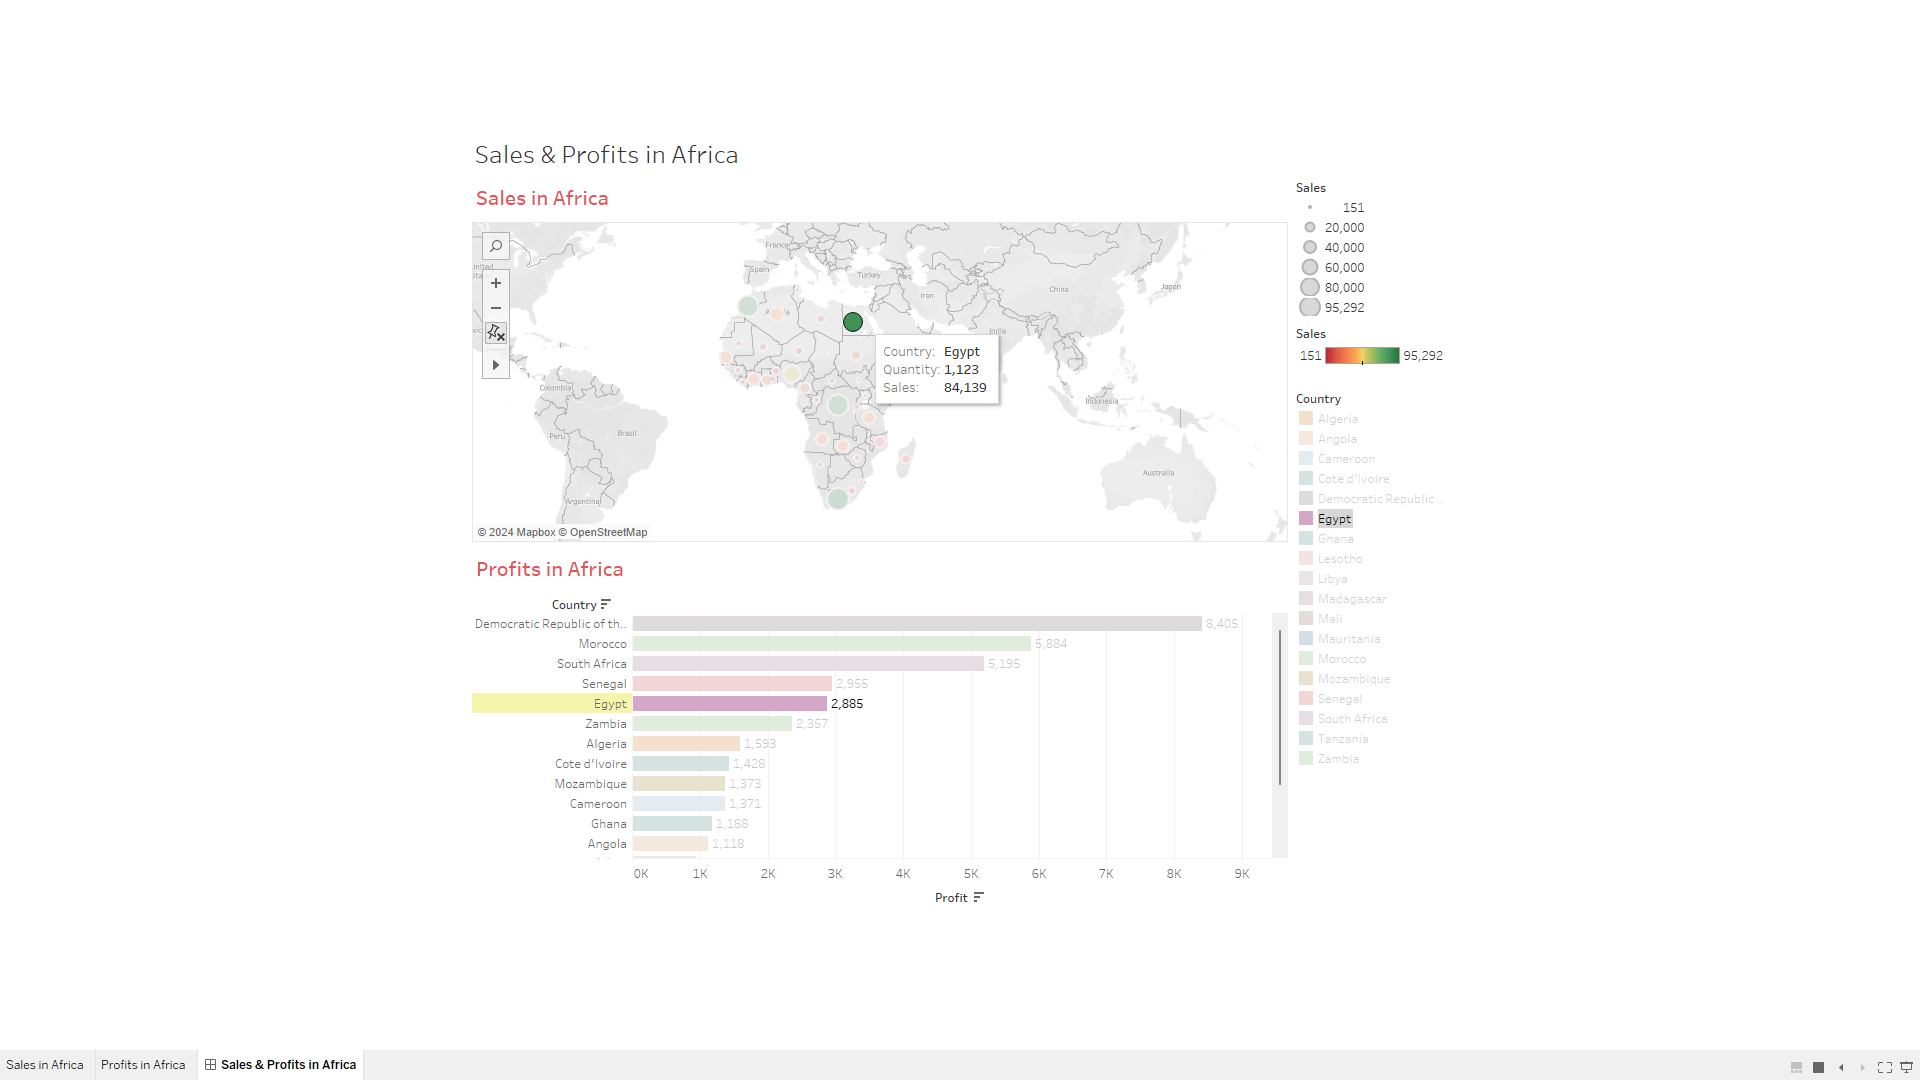 Sales & Profits in Africa
Sales in Africa
France
Spain
Turkey
Iran
China
Japan
India
Indonesia
Colombia
Peru
Brazil
Argentina
Australia
Country: Egypt
Quantity: 1,123
Sales: 84,139
© 2024 Mapbox © OpenStreetMap
Sales
151
20,000
40,000
60,000
80,000
95,292
Sales
151 95,292
Country
Algeria
Angola
Cameroon
Cote d'Ivoire
Democratic Republic ..
Egypt
Ghana
Lesotho
Libya
Madagascar
Mali
Mauritania
Morocco
Mozambique
Senegal
South Africa
Tanzania
Zambia
Profits in Africa
Country
Democratic Republic of th.. 8,405
Morocco 5,884
South Africa 5,195
Senegal 2,955
Egypt 2,885
Zambia 2,357
Algeria 1,593
Cote d'Ivoire 1,428
Mozambique 1,373
Cameroon 1,371
Ghana 1,188
Angola 1,118
0K 1K 2K 3K 4K 5K 6K 7K 8K 9K
Profit
Sales in Africa Profits in Africa Sales & Profits in Africa